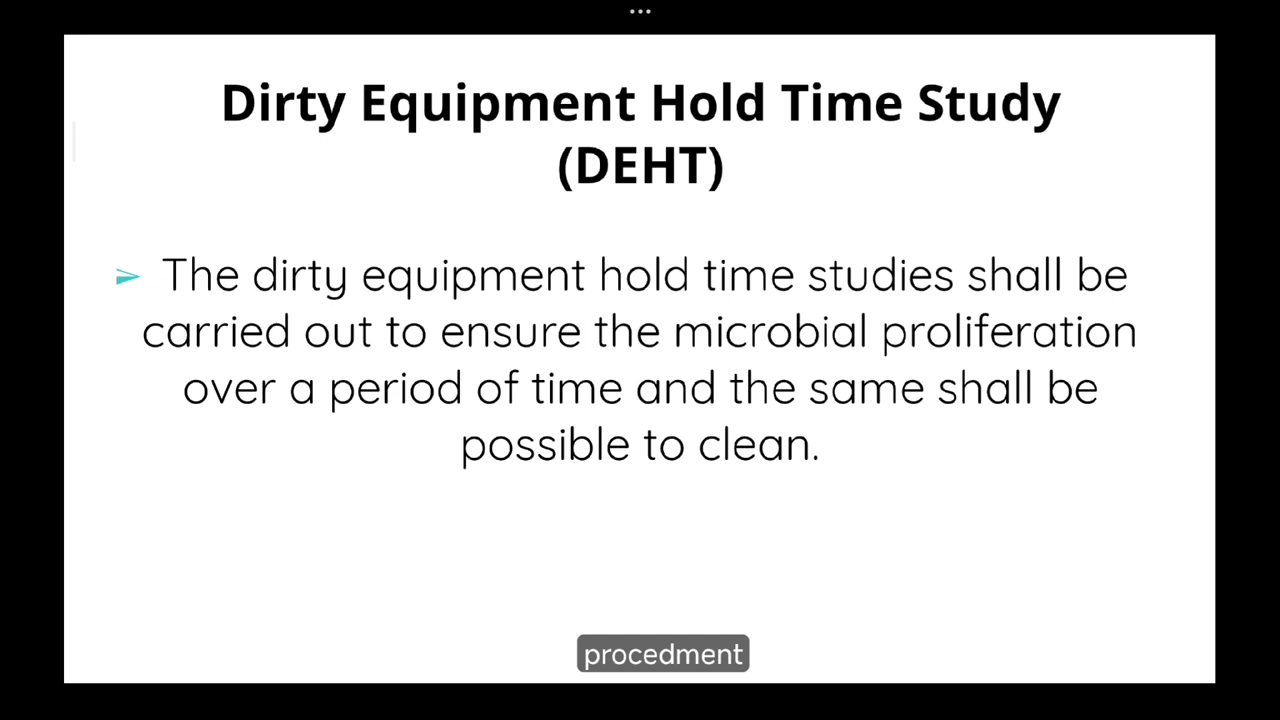 Dirty Equipment Hold Time Study
(DEHT)
The dirty equipment hold time studies shall be
carried out to ensure the microbial proliferation
over a period of time and the same shall be
possible to clean.
procedment